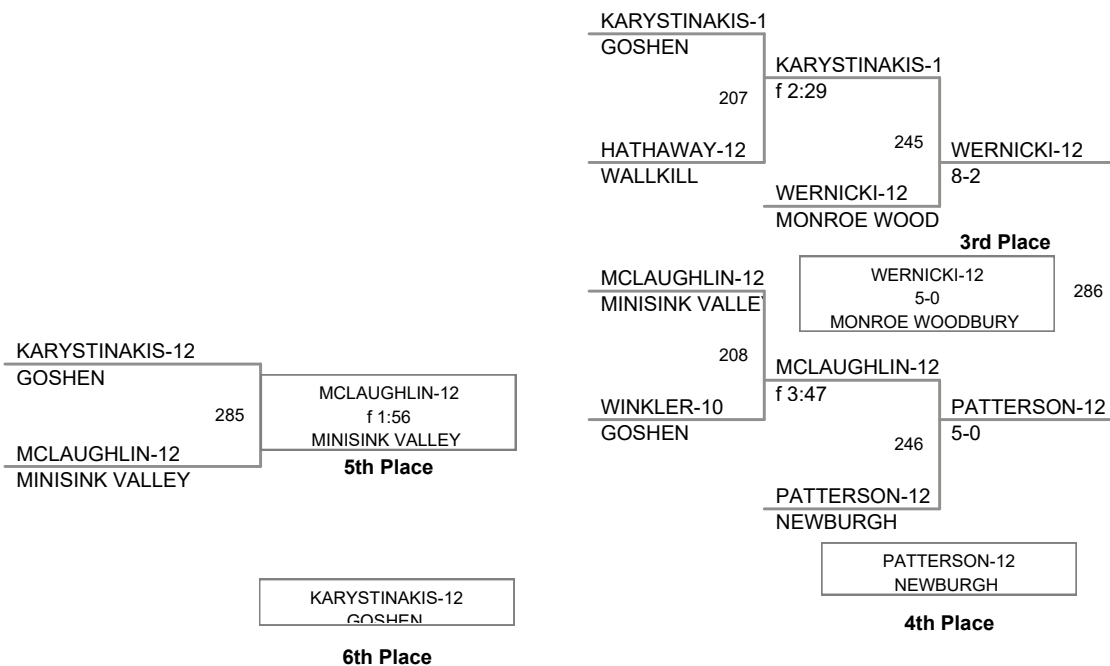 KARYSTINAKIS-1
GOSHEN
KARYSTINAKIS-1
207
f 2:29
245
HATHAWAY-12
WALLKILL
WERNICKI-12
8-2
WERNICKI-12
MONROE WOOD
3rd Place
MCLAUGHLIN-12
MINISINK VALLEY
WERNICKI-12
5-0
MONROE WOODBURY
286
208
MCLAUGHLIN-12
f 3:47
WINKLER-10
GOSHEN
246
PATTERSON-12
5-0
PATTERSON-12
NEWBURGH
PATTERSON-12
NEWBURGH
4th Place
KARYSTINAKIS-12
GOSHEN
285
MCLAUGHLIN-12
MINISINK VALLEY
MCLAUGHLIN-12
f 1:56
MINISINK VALLEY
5th Place
KARYSTINAKIS-12
GOSHEN
6th Place